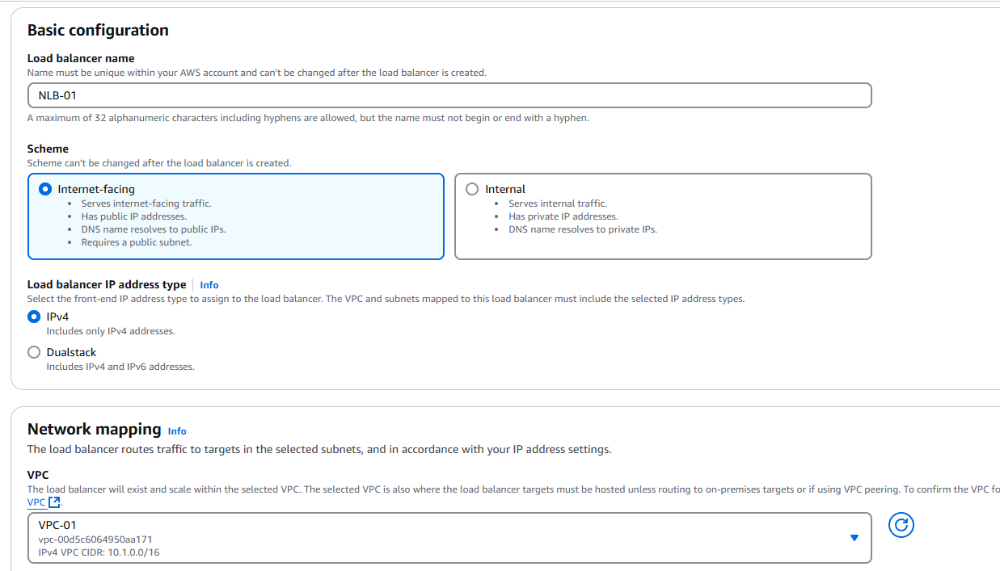 Basic configuration
Load balancer name
Name must be unique within your AWS account and can't be changed after the load balancer is created.
NLB-01
A maximum of 32 alphanumeric characters including hyphens are allowed, but the name must not begin or end with a hyphen.
Scheme
Scheme can't be changed after the load balancer is created.
Internet-facing
• Serves internet-facing traffic.
• Has public IP addresses.
• DNS name resolves to public IPs.
• Requires a public subnet.
Internal
• Serves internal traffic.
• Has private IP addresses.
• DNS name resolves to private IPs.
Load balancer IP address type Info
Select the front-end IP address type to assign to the load balancer. The VPC and subnets mapped to this load balancer must include the selected IP address types.
IPv4
Includes only IPv4 addresses.
Dualstack
Includes IPv4 and IPv6 addresses.
Network mapping Info
The load balancer routes traffic to targets in the selected subnets, and in accordance with your IP address settings.
VPC
The load balancer will exist and scale within the selected VPC. The selected VPC is also where the load balancer targets must be hosted unless routing to on-premises targets or if using VPC peering. To confirm the VPC fo
VPC.
VPC-01
vpc-00d5c6064950aa171
IPv4 VPC CIDR: 10.1.0.0/16